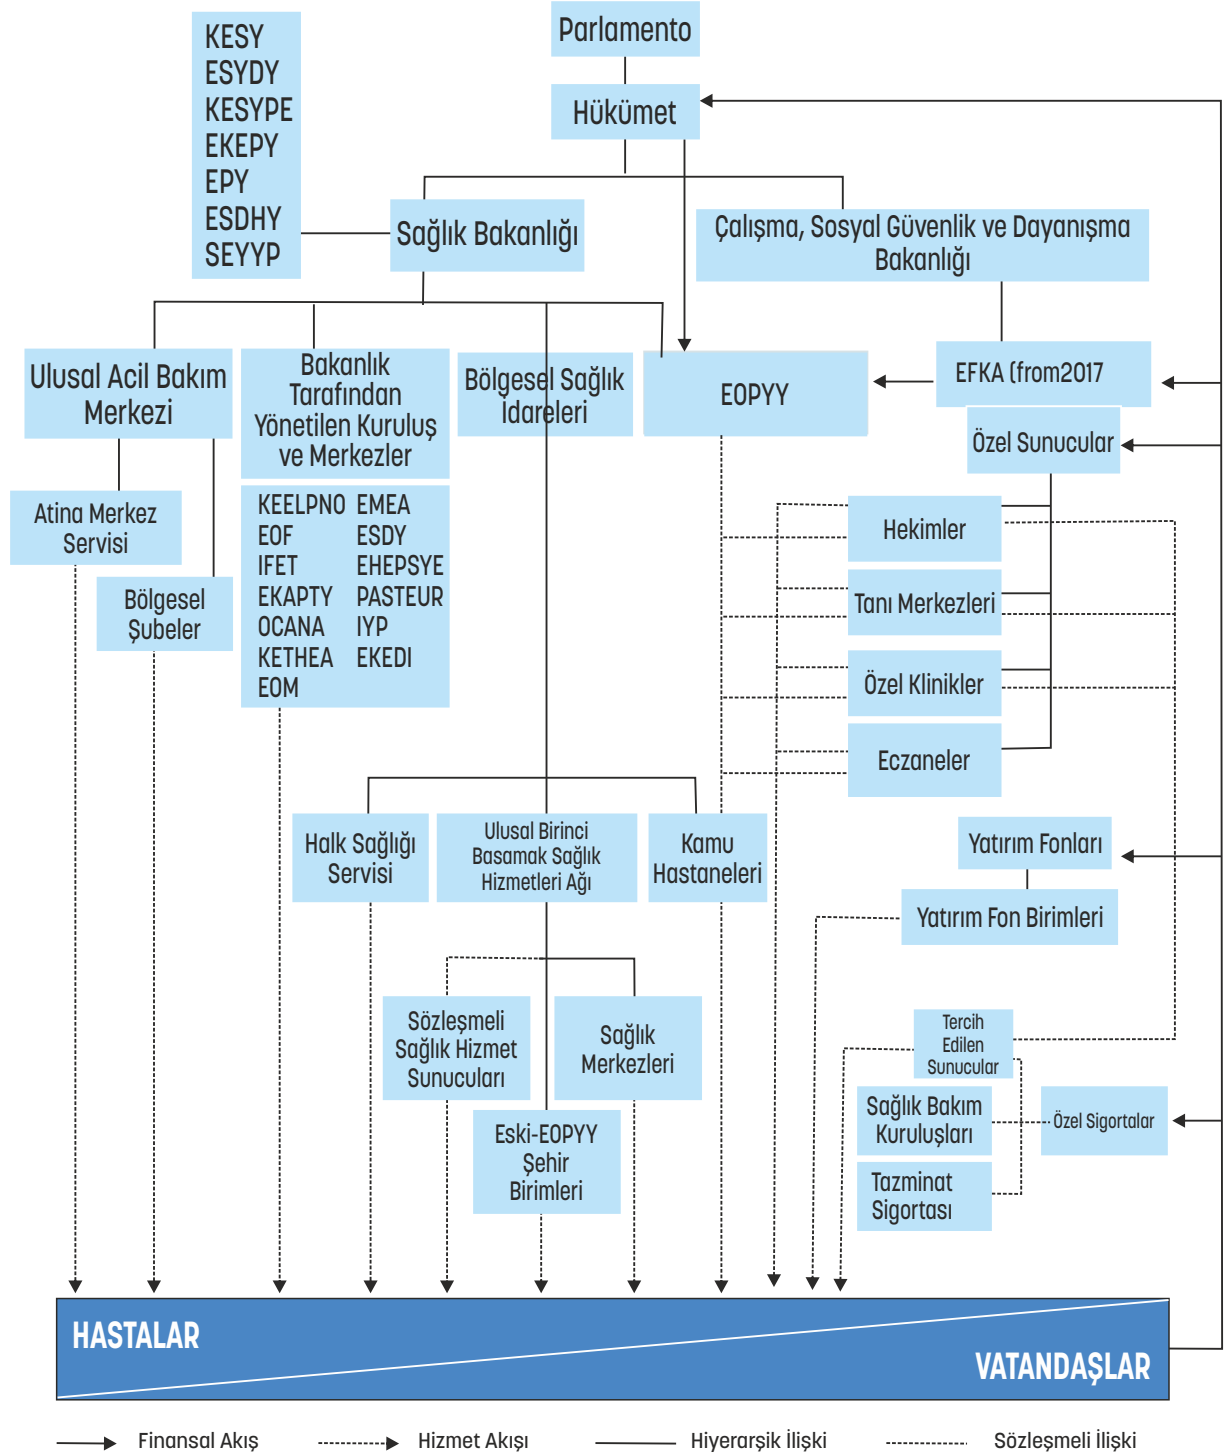 Parlamento
KESY
ESYDY
KESYPE
EKEPY
EPY
ESDHY
SEYYP
Hükümet
Sağlık Bakanlığı
Çalışma, Sosyal Güvenlik ve Dayanışma
Bakanlığı
Ulusal Acil Bakım
Merkezi
Bakanlık
Tarafından
Yönetilen Kuruluş
ve Merkezler
Bölgesel Sağlık
İdareleri
EOPYY
EFKA (from2017
Özel Sunucular
Atina Merkez
Servisi
Bölgesel
Şubeler
KEELPNO EMEA
EOF ESDY
IFET EHEPSYE
EKAPTY PASTEUR
OCANA IYP
KETHEA EKEDI
EOM
Hekimler
Tanı Merkezleri
Özel Klinikler
Eczaneler
Halk Sağlığı
Servisi
Ulusal Birinci
Basamak Sağlık
Hizmetleri Ağı
Kamu
Hastaneleri
Yatırım Fonları
Yatırım Fon Birimleri
Sözleşmeli
Sağlık Hizmet
Sunucuları
Sağlık
Merkezleri
Eski-EOPYY
Şehir
Birimleri
Tercih
Edilen
Sunucular
Sağlık Bakım
Kuruluşları
Özel Sigortalar
Tazminat
Sigortası
HASTALAR
VATANDAŞLAR
Finansal Akış
Hizmet Akışı
Hiyerarşik İlişki
Sözleşmeli İlişki